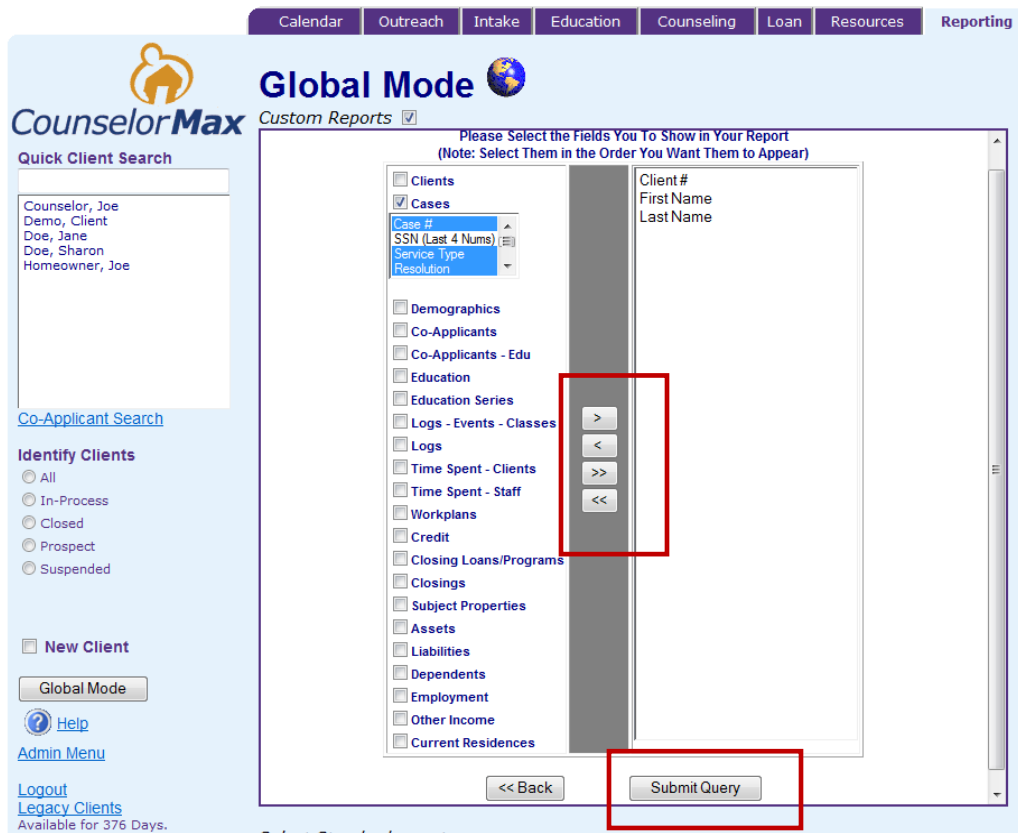 Calendar
Outreach
Intake
Education
Counseling
Loan
Resources
Reporting
CounselorMax
Quick Client Search
Counselor, Joe
Demo, Client
Doe, Jane
Doe, Sharon
Homeowner, Joe
Co-Applicant Search
Identify Clients
All
In-Process
Closed
Prospect
Suspended
New Client
Global Mode
Help
Admin Menu
Logout
Legacy Clients
Available for 376 Days.
Global Mode
Custom Reports
Please Select the Fields You To Show in Your Report
(Note: Select Them in the Order You Want Them to Appear)
Clients
Cases
Case #
SSN (Last 4 Nums)
Service Type
Resolution
Demographics
Co-Applicants
Co-Applicants - Edu
Education
Education Series
Logs - Events - Classes
Logs
Time Spent - Clients
Time Spent - Staff
Workplans
Credit
Closing Loans/Programs
Closings
Subject Properties
Assets
Liabilities
Dependents
Employment
Other Income
Current Residences
>
<
>>
<<
Client #
First Name
Last Name
<< Back
Submit Query